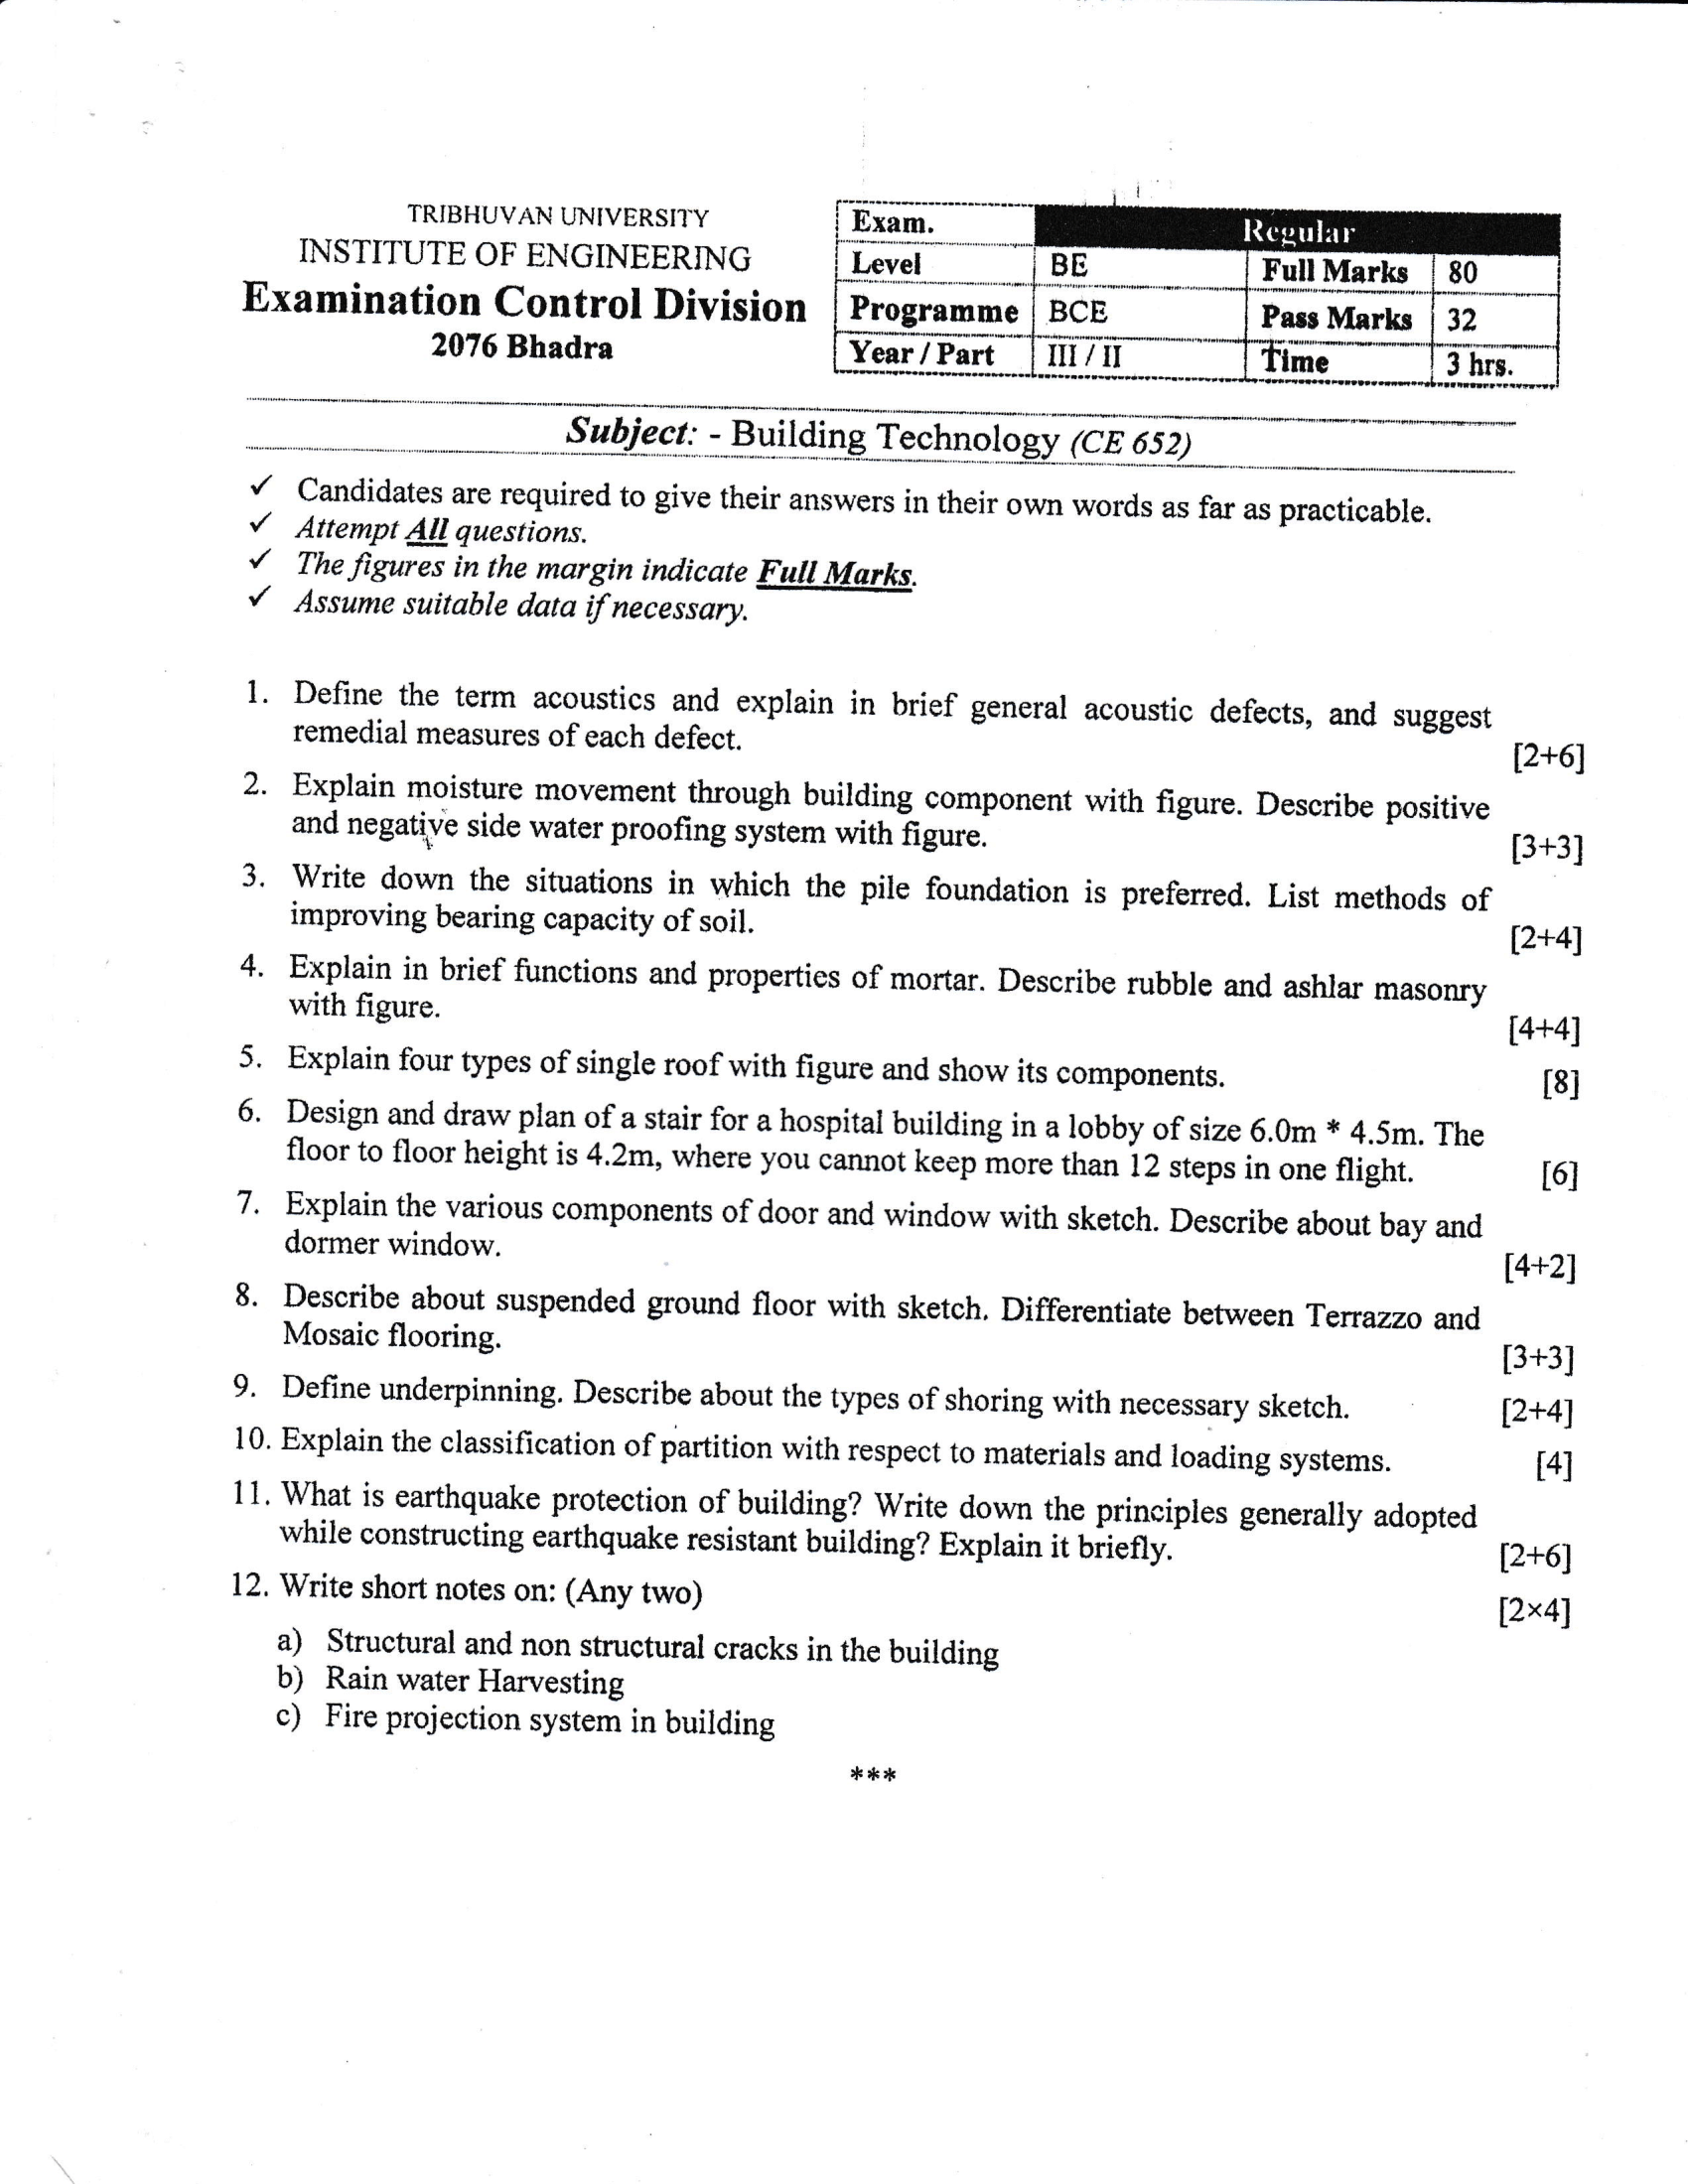 TRIBHUVAN UNIVERSITY
INSTITUTE OF ENGINEERING
Examination Control Division
2076 Bhadra
Exam. Regular
Level BE Full Marks 80
Programme BCE Pass Marks 32
Year / Part III / II Time 3 hrs.
Subject: - Building Technology (CE 652)
✓ Candidates are required to give their answers in their own words as far as practicable.
✓ Attempt All questions.
✓ The figures in the margin indicate Full Marks.
✓ Assume suitable data if necessary.
1. Define the term acoustics and explain in brief general acoustic defects, and suggest
remedial measures of each defect. [2+6]
2. Explain moisture movement through building component with figure. Describe positive
and negative side water proofing system with figure. [3+3]
3. Write down the situations in which the pile foundation is preferred. List methods of
improving bearing capacity of soil. [2+4]
4. Explain in brief functions and properties of mortar. Describe rubble and ashlar masonry
with figure. [4+4]
5. Explain four types of single roof with figure and show its components. [8]
6. Design and draw plan of a stair for a hospital building in a lobby of size 6.0m * 4.5m. The
floor to floor height is 4.2m, where you cannot keep more than 12 steps in one flight. [6]
7. Explain the various components of door and window with sketch. Describe about bay and
dormer window. [4+2]
8. Describe about suspended ground floor with sketch. Differentiate between Terrazzo and
Mosaic flooring. [3+3]
9. Define underpinning. Describe about the types of shoring with necessary sketch. [2+4]
10. Explain the classification of partition with respect to materials and loading systems. [4]
11. What is earthquake protection of building? Write down the principles generally adopted
while constructing earthquake resistant building? Explain it briefly. [2+6]
12. Write short notes on: (Any two) [2×4]
a) Structural and non structural cracks in the building
b) Rain water Harvesting
c) Fire projection system in building
***